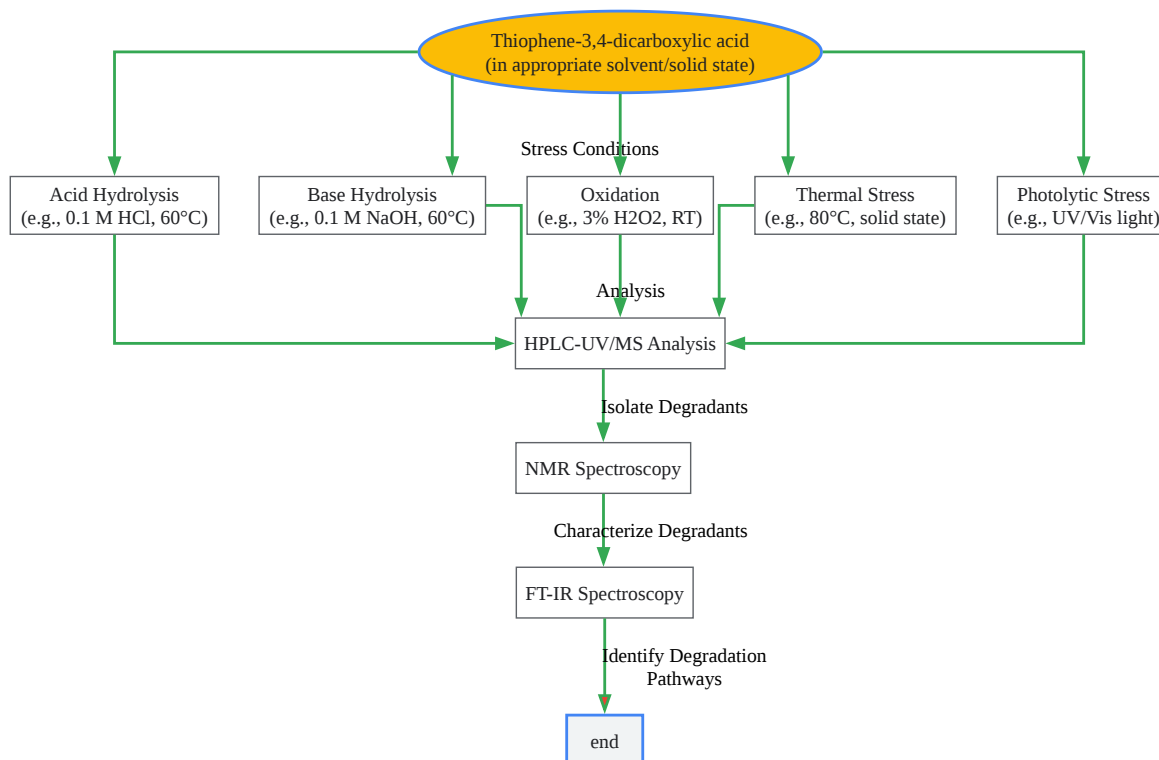 Thiophene-3,4-dicarboxylic acid
(in appropriate solvent/solid state)
Stress Conditions
Acid Hydrolysis
(e.g., 0.1 M HCl, 60°C)
Base Hydrolysis
(e.g., 0.1 M NaOH, 60°C)
Oxidation
(e.g., 3% H2O2, RT)
Thermal Stress
(e.g., 80°C, solid state)
Photolytic Stress
(e.g., UV/Vis light)
Analysis
HPLC-UV/MS Analysis
Isolate Degradants
NMR Spectroscopy
Characterize Degradants
FT-IR Spectroscopy
Identify Degradation
Pathways
end